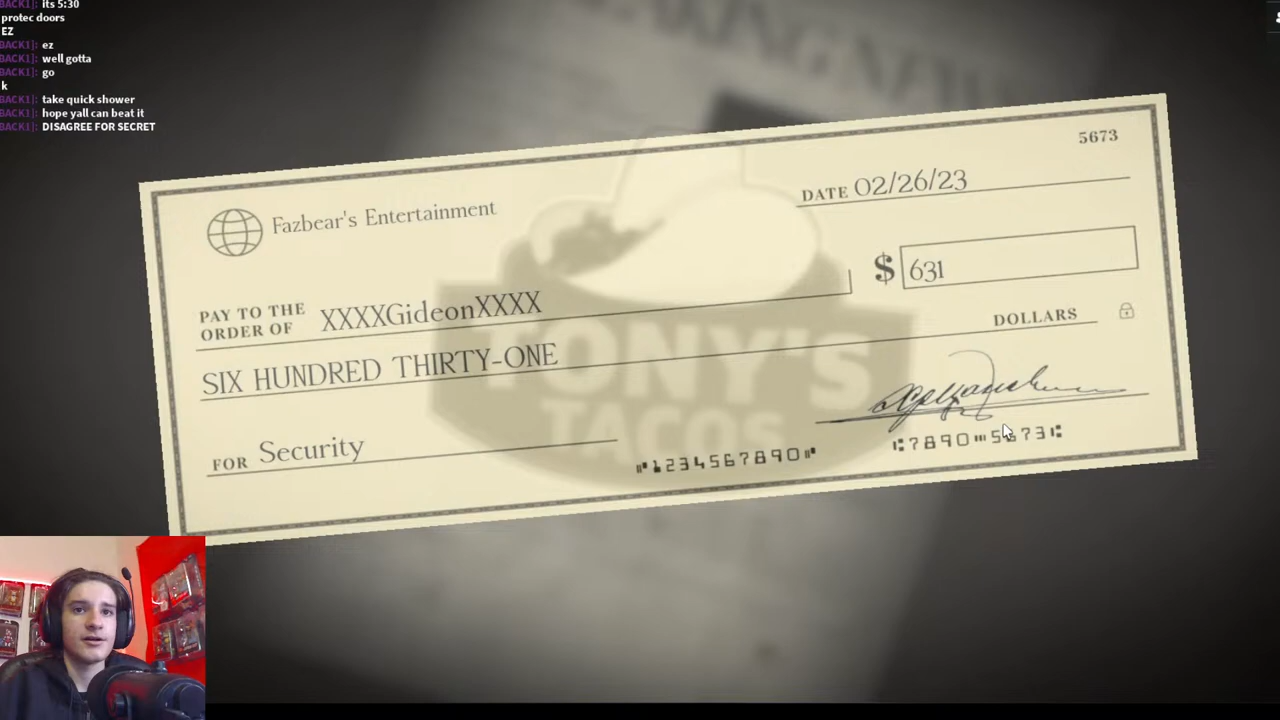 BACK1]: its 5:30
protec doors
EZ
BACK1]: ez
BACK1]: well gotta
BACK1]: go
k
BACK1]: take quick shower
BACK1]: hope yall can beat it
BACK1]: DISAGREE FOR SECRET
5673
Fazbear's Entertainment
DATE 02/26/23
PAY TO THE
ORDER OF XXXXGideonXXXX
$ 631
SIX HUNDRED THIRTY-ONE
DOLLARS
TONY'S
TACOS
FOR Security
⑈1234567890⑈ ⑆7890⑉5673⑆